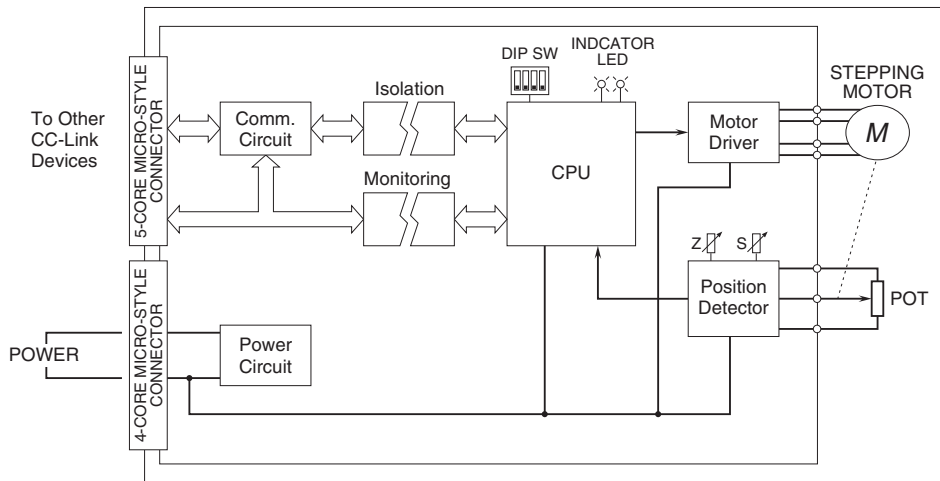 DIP SW
INDCATOR
LED
STEPPING
MOTOR
To Other
CC-Link
Devices
5-CORE MICRO-STYLE
CONNECTOR
Comm.
Circuit
Isolation
Monitoring
CPU
Motor
Driver
M
Z
S
Position
Detector
POT
POWER
4-CORE MICRO-STYLE
CONNECTOR
Power
Circuit